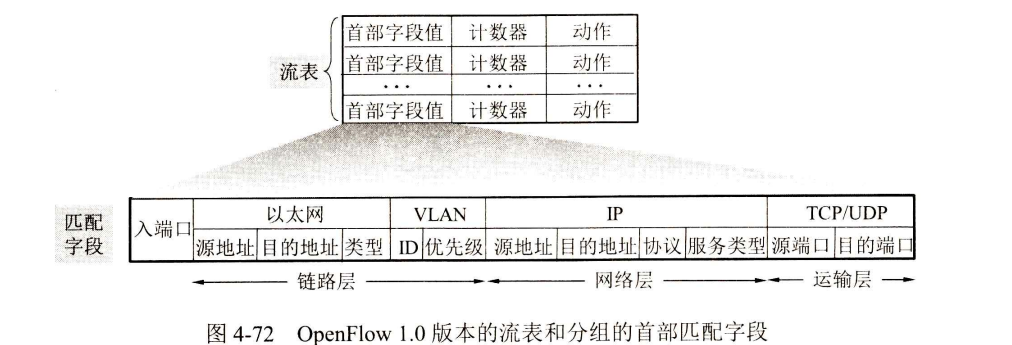 首部字段值 计数器 动作
首部字段值 计数器 动作
流表
... ... ...
首部字段值 计数器 动作
匹配字段
入端口 以太网 VLAN IP TCP/UDP
源地址 目的地址 类型 ID 优先级 源地址 目的地址 协议 服务类型 源端口 目的端口
链路层 网络层 运输层
图 4-72 OpenFlow 1.0 版本的流表和分组的首部匹配字段